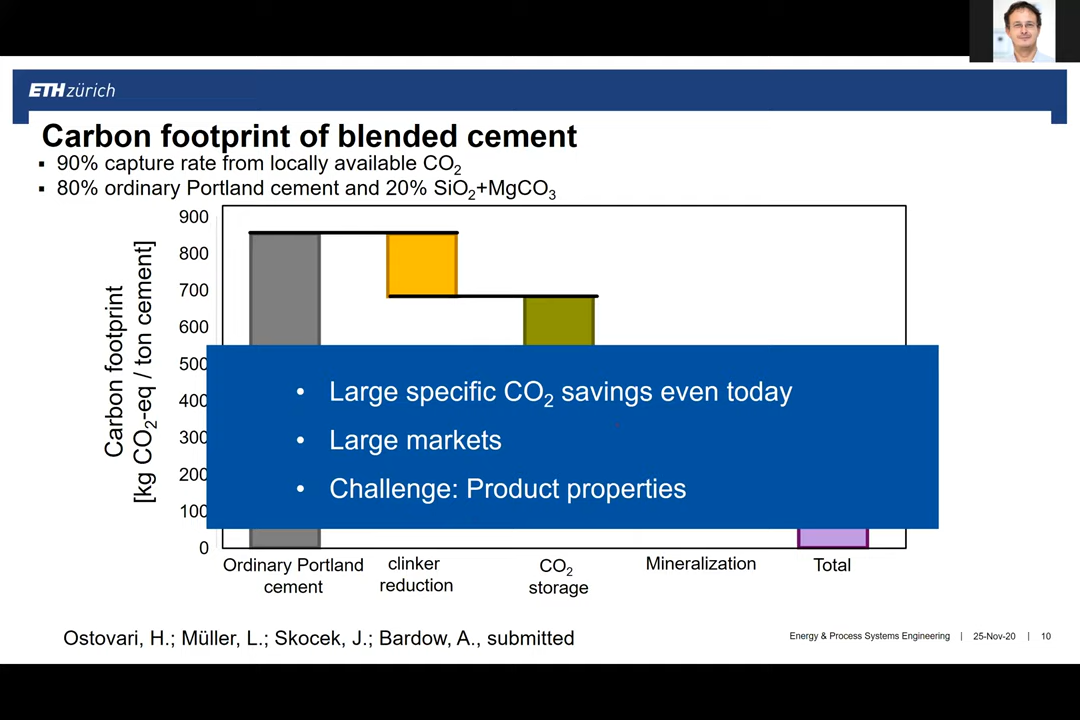 ETH zürich
Carbon footprint of blended cement
▪ 90% capture rate from locally available CO₂
▪ 80% ordinary Portland cement and 20% SiO₂+MgCO₃
Carbon footprint
[kg CO₂-eq / ton cement]
900
800
700
600
500
400
300
200
100
0
• Large specific CO₂ savings even today
• Large markets
• Challenge: Product properties
Ordinary Portland
cement
clinker
reduction
CO₂
storage
Mineralization
Total
Ostovari, H.; Müller, L.; Skocek, J.; Bardow, A., submitted
Energy & Process Systems Engineering | 25-Nov-20 | 10